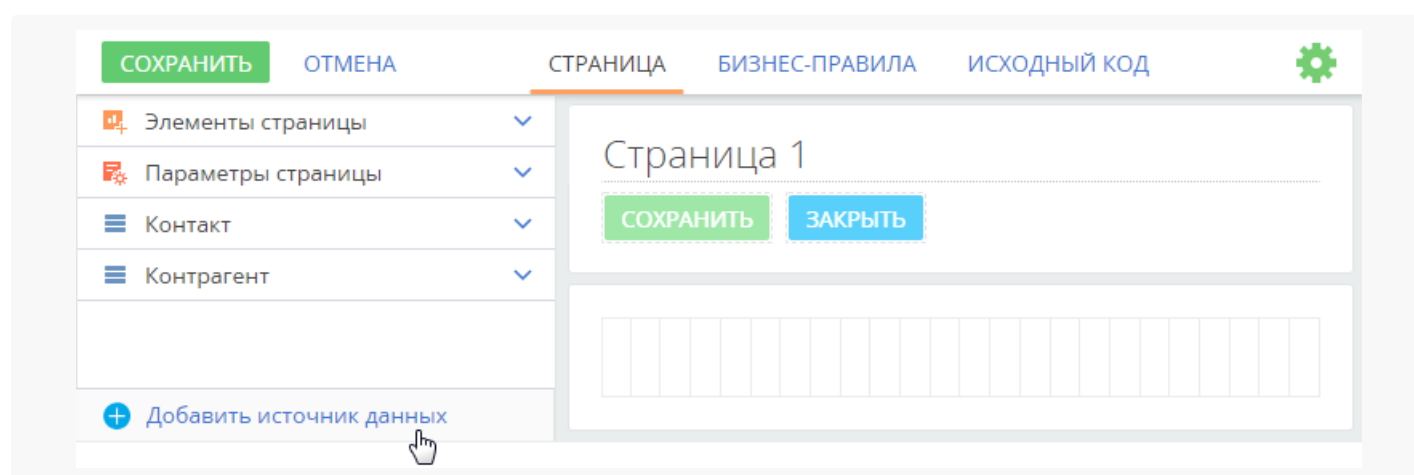 СОХРАНИТЬ ОТМЕНА СТРАНИЦА БИЗНЕС-ПРАВИЛА ИСХОДНЫЙ КОД
Элементы страницы
Параметры страницы
Контакт
Контрагент
Добавить источник данных
Страница 1
СОХРАНИТЬ ЗАКРЫТЬ